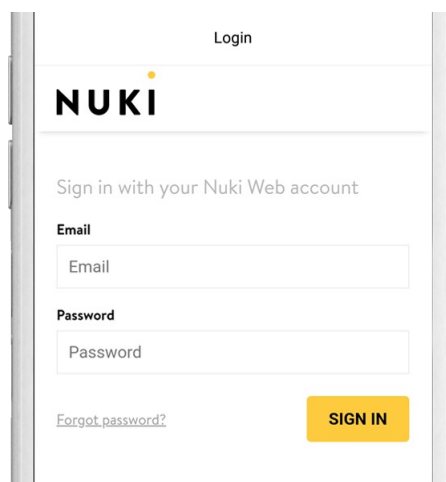 Login
NUKI
Sign in with your Nuki Web account
Email
Email
Password
Password
Forgot password?
SIGN IN